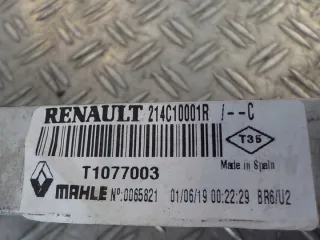 RENAULT 214C10001R /--C
T35
T1077003
Made in Spain
MAHLE Nº:0065821 01/06/19 00:22:29 BR6/U2